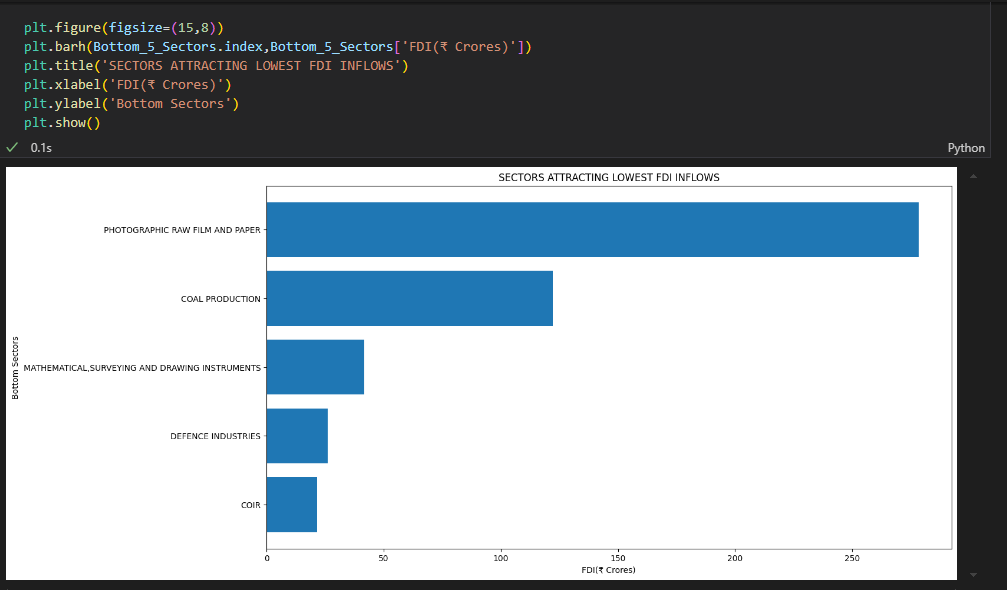 plt.figure(figsize=(15,8))
plt.barh(Bottom_5_Sectors.index,Bottom_5_Sectors['FDI(₹ Crores)'])
plt.title('SECTORS ATTRACTING LOWEST FDI INFLOWS')
plt.xlabel('FDI(₹ Crores)')
plt.ylabel('Bottom Sectors')
plt.show()
0.1s
Python
SECTORS ATTRACTING LOWEST FDI INFLOWS
PHOTOGRAPHIC RAW FILM AND PAPER
COAL PRODUCTION
Bottom Sectors
MATHEMATICAL,SURVEYING AND DRAWING INSTRUMENTS
DEFENCE INDUSTRIES
COIR
0 50 100 150 200 250
FDI(₹ Crores)